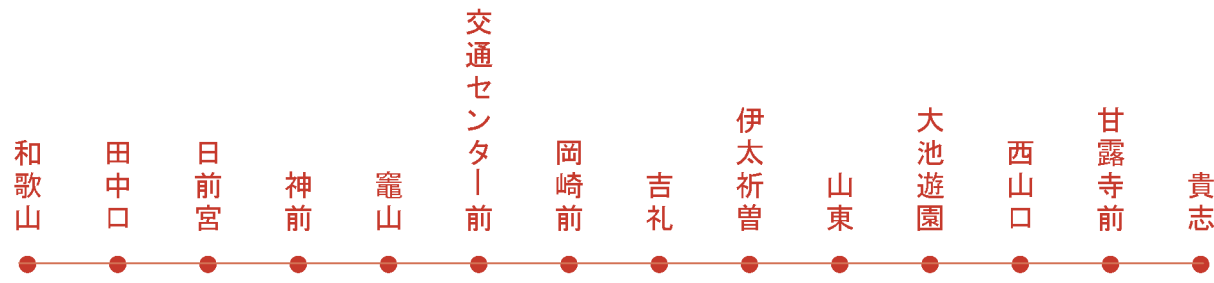 和歌山
田中口
日前宮
神前
竈山
交通センター前
岡崎前
吉礼
伊太祈曽
山東
大池遊園
西山口
甘露寺前
貴志